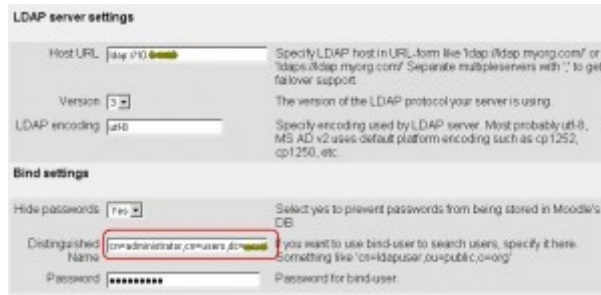 LDAP server settings
Host URL ldap://10. Specify LDAP host in URL-form like 'ldap://ldap.myorg.com/' or
'ldaps://ldap.myorg.com/' Separate multipleservers with ';' to get
failover support.
Version 3 The version of the LDAP protocol your server is using.
LDAP encoding utf-8 Specify encoding used by LDAP server. Most probably utf-8,
MS AD v2 uses default platform encoding such as cp1252,
cp1250, etc.
Bind settings
Hide passwords Yes Select yes to prevent passwords from being stored in Moodle's
DB.
Distinguished cn=administrator,cn=users,dc= If you want to use bind-user to search users, specify it here.
Name Something like 'cn=ldapuser,ou=public,o=org'
Password ••••••••• Password for bind-user.